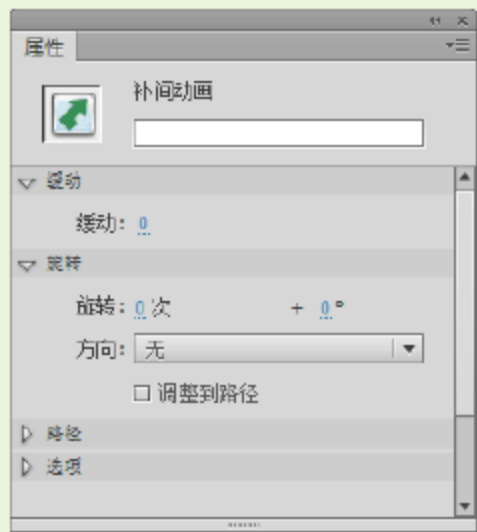 属性
补间动画
缓动
缓动: 0
旋转
旋转: 0 次 + 0 °
方向: 无
调整到路径
路径
选项